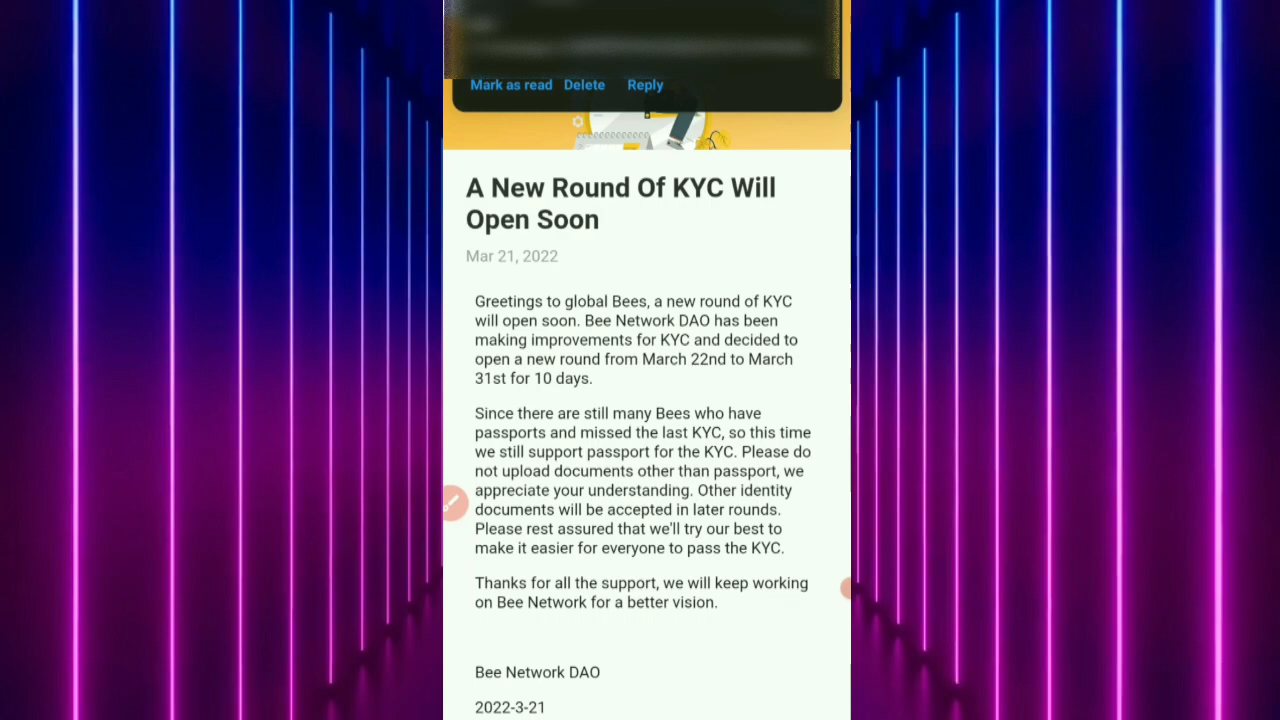 Mark as read Delete Reply
A New Round Of KYC Will
Open Soon
Mar 21, 2022
Greetings to global Bees, a new round of KYC
will open soon. Bee Network DAO has been
making improvements for KYC and decided to
open a new round from March 22nd to March
31st for 10 days.
Since there are still many Bees who have
passports and missed the last KYC, so this time
we still support passport for the KYC. Please do
not upload documents other than passport, we
appreciate your understanding. Other identity
documents will be accepted in later rounds.
Please rest assured that we'll try our best to
make it easier for everyone to pass the KYC.
Thanks for all the support, we will keep working
on Bee Network for a better vision.
Bee Network DAO
2022-3-21